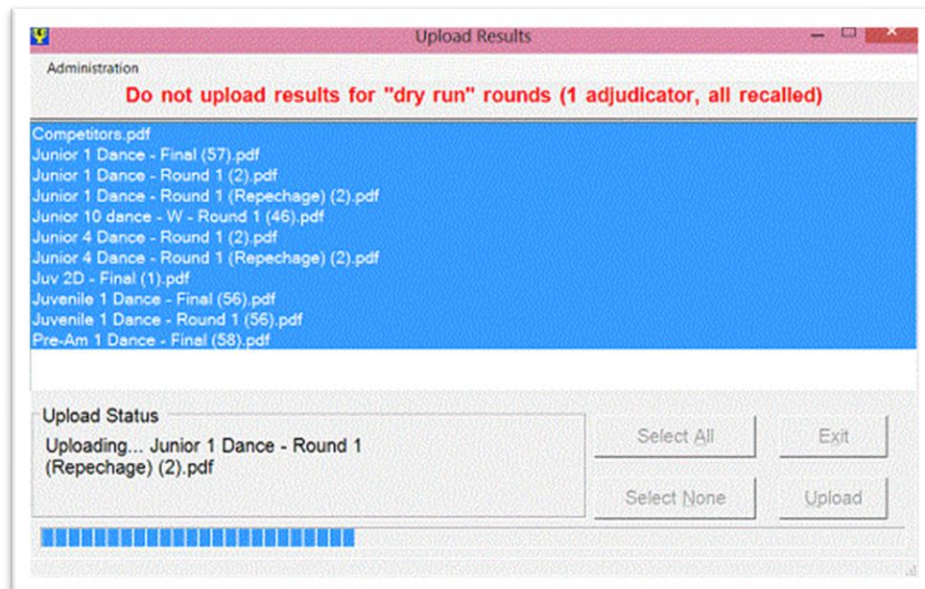 Upload Results
Administration
Do not upload results for "dry run" rounds (1 adjudicator, all recalled)
Competitors.pdf
Junior 1 Dance - Final (57).pdf
Junior 1 Dance - Round 1 (2).pdf
Junior 1 Dance - Round 1 (Repechage) (2).pdf
Junior 10 dance - W - Round 1 (46).pdf
Junior 4 Dance - Round 1 (2).pdf
Junior 4 Dance - Round 1 (Repechage) (2).pdf
Juv 2D - Final (1).pdf
Juvenile 1 Dance - Final (56).pdf
Juvenile 1 Dance - Round 1 (56).pdf
Pre-Am 1 Dance - Final (58).pdf
Upload Status
Uploading... Junior 1 Dance - Round 1
(Repechage) (2).pdf
Select All
Exit
Select None
Upload